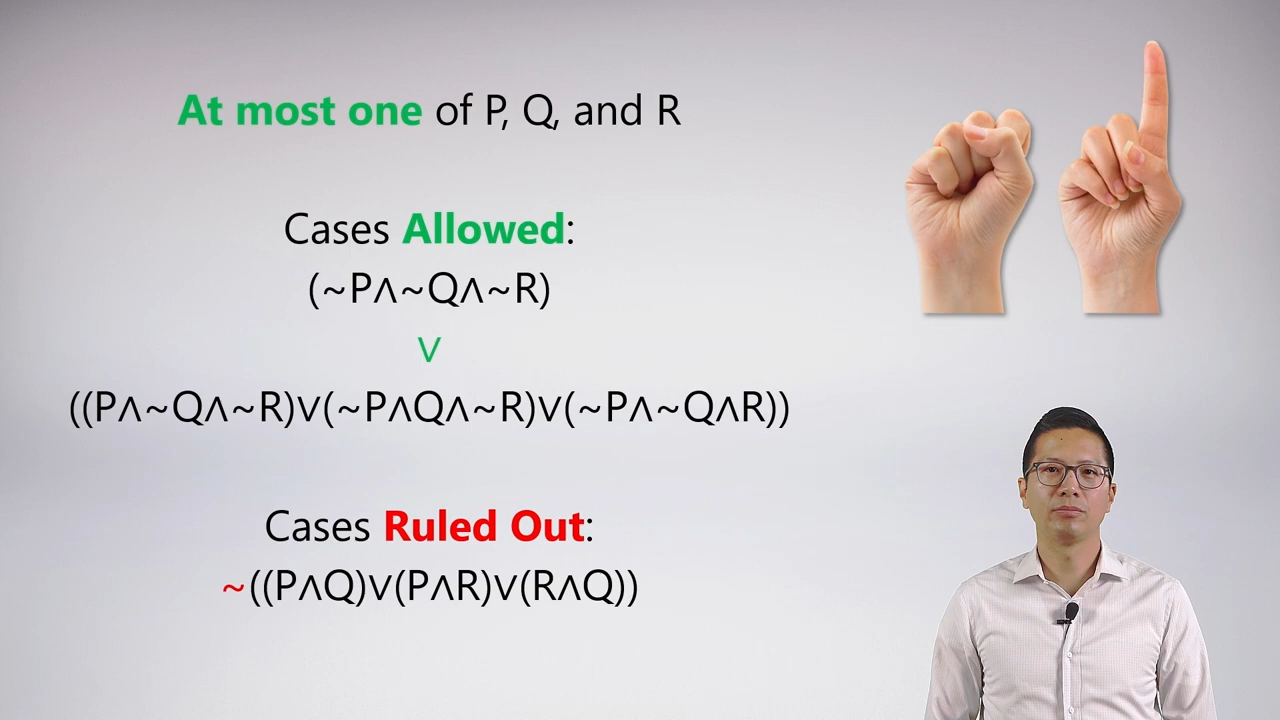 At most one of P, Q, and R
Cases Allowed:
(~P∧~Q∧~R)
∨
((P∧~Q∧~R)∨(~P∧Q∧~R)∨(~P∧~Q∧R))
Cases Ruled Out:
~((P∧Q)∨(P∧R)∨(R∧Q))